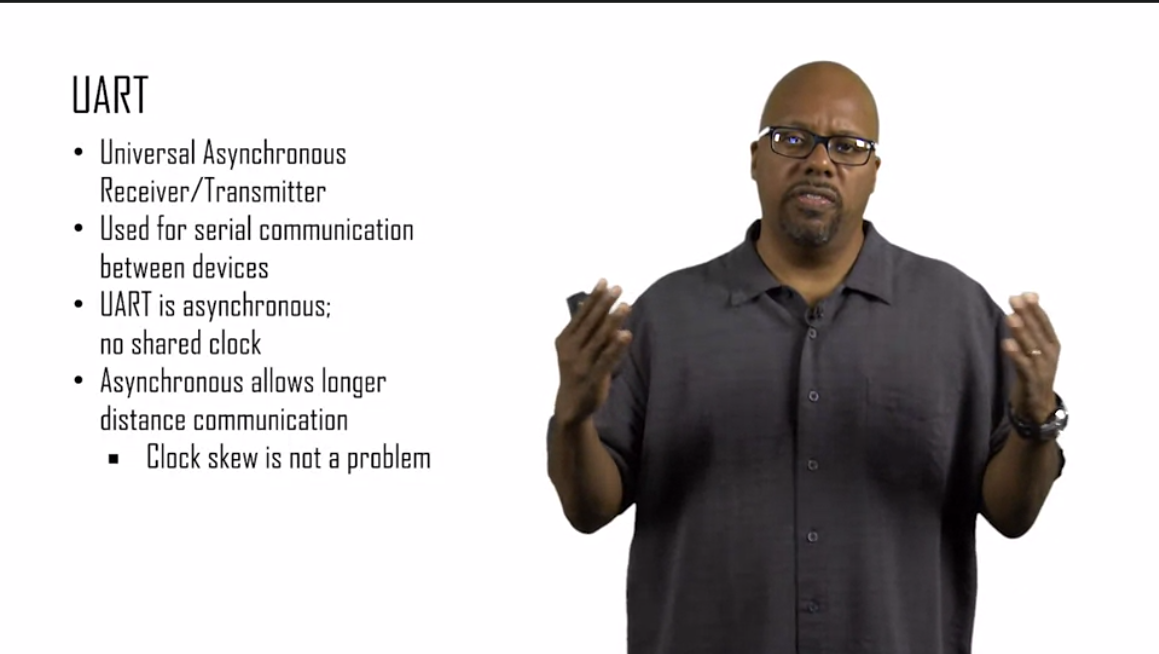 UART
• Universal Asynchronous
Receiver/Transmitter
• Used for serial communication
between devices
• UART is asynchronous;
no shared clock
• Asynchronous allows longer
distance communication
▪ Clock skew is not a problem